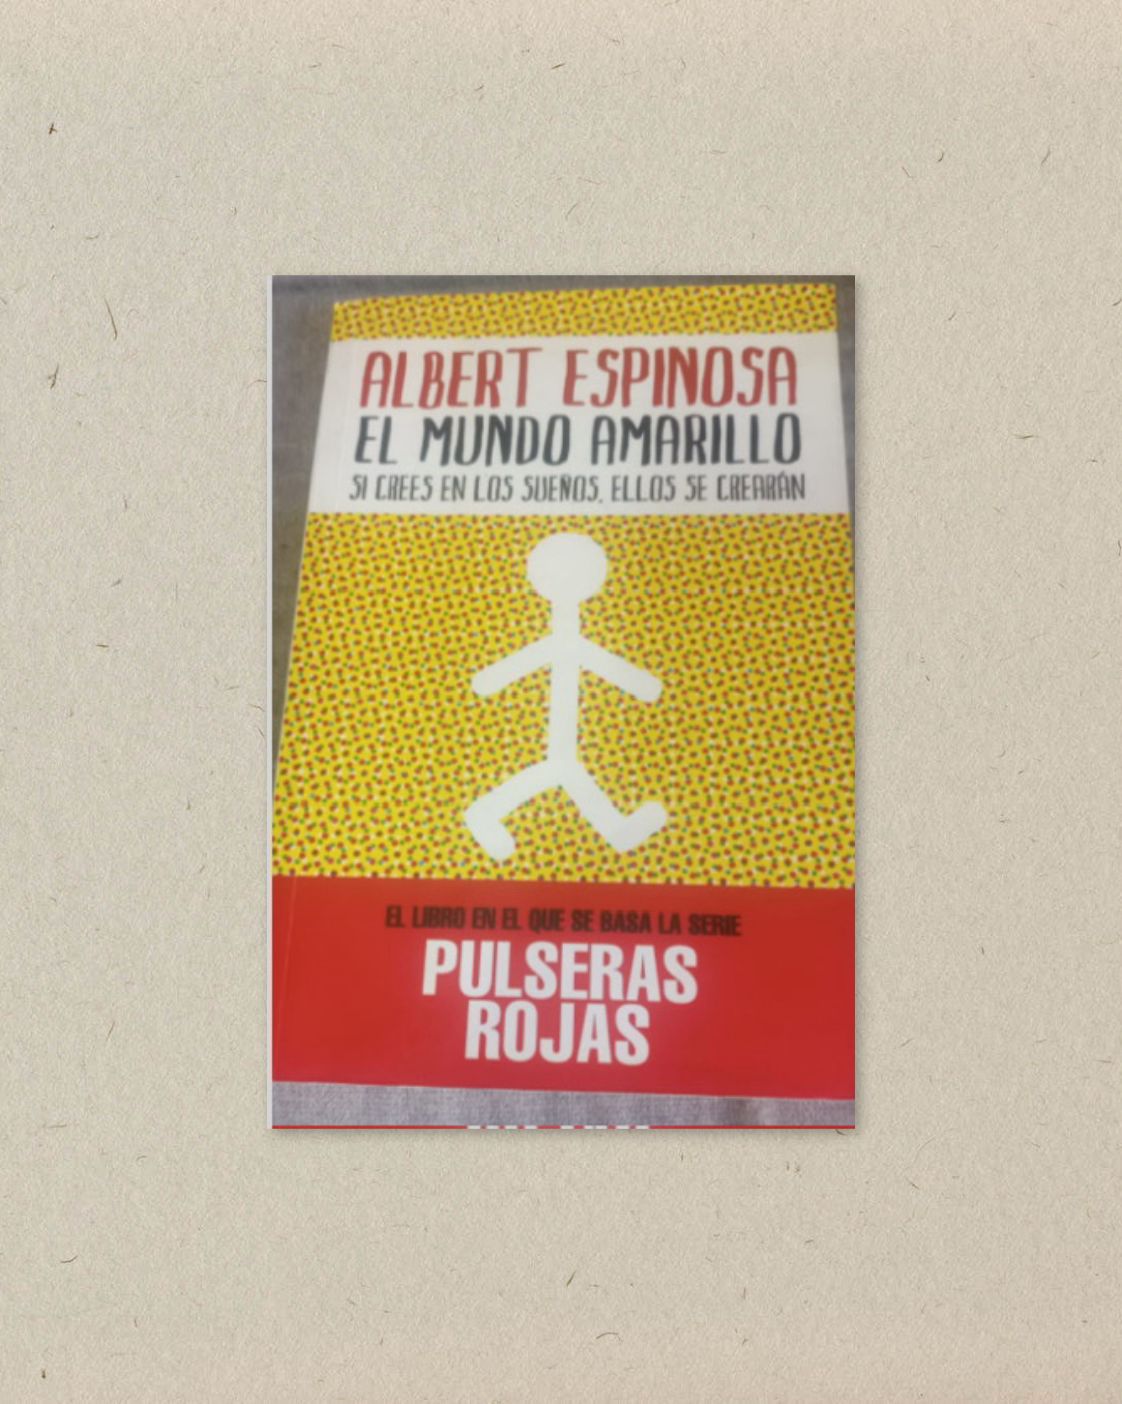 ALBERT ESPINOSA
EL MUNDO AMARILLO
SI CREES EN LOS SUEÑOS, ELLOS SE CREARÁN
EL LIBRO EN EL QUE SE BASA LA SERIE
PULSERAS
ROJAS